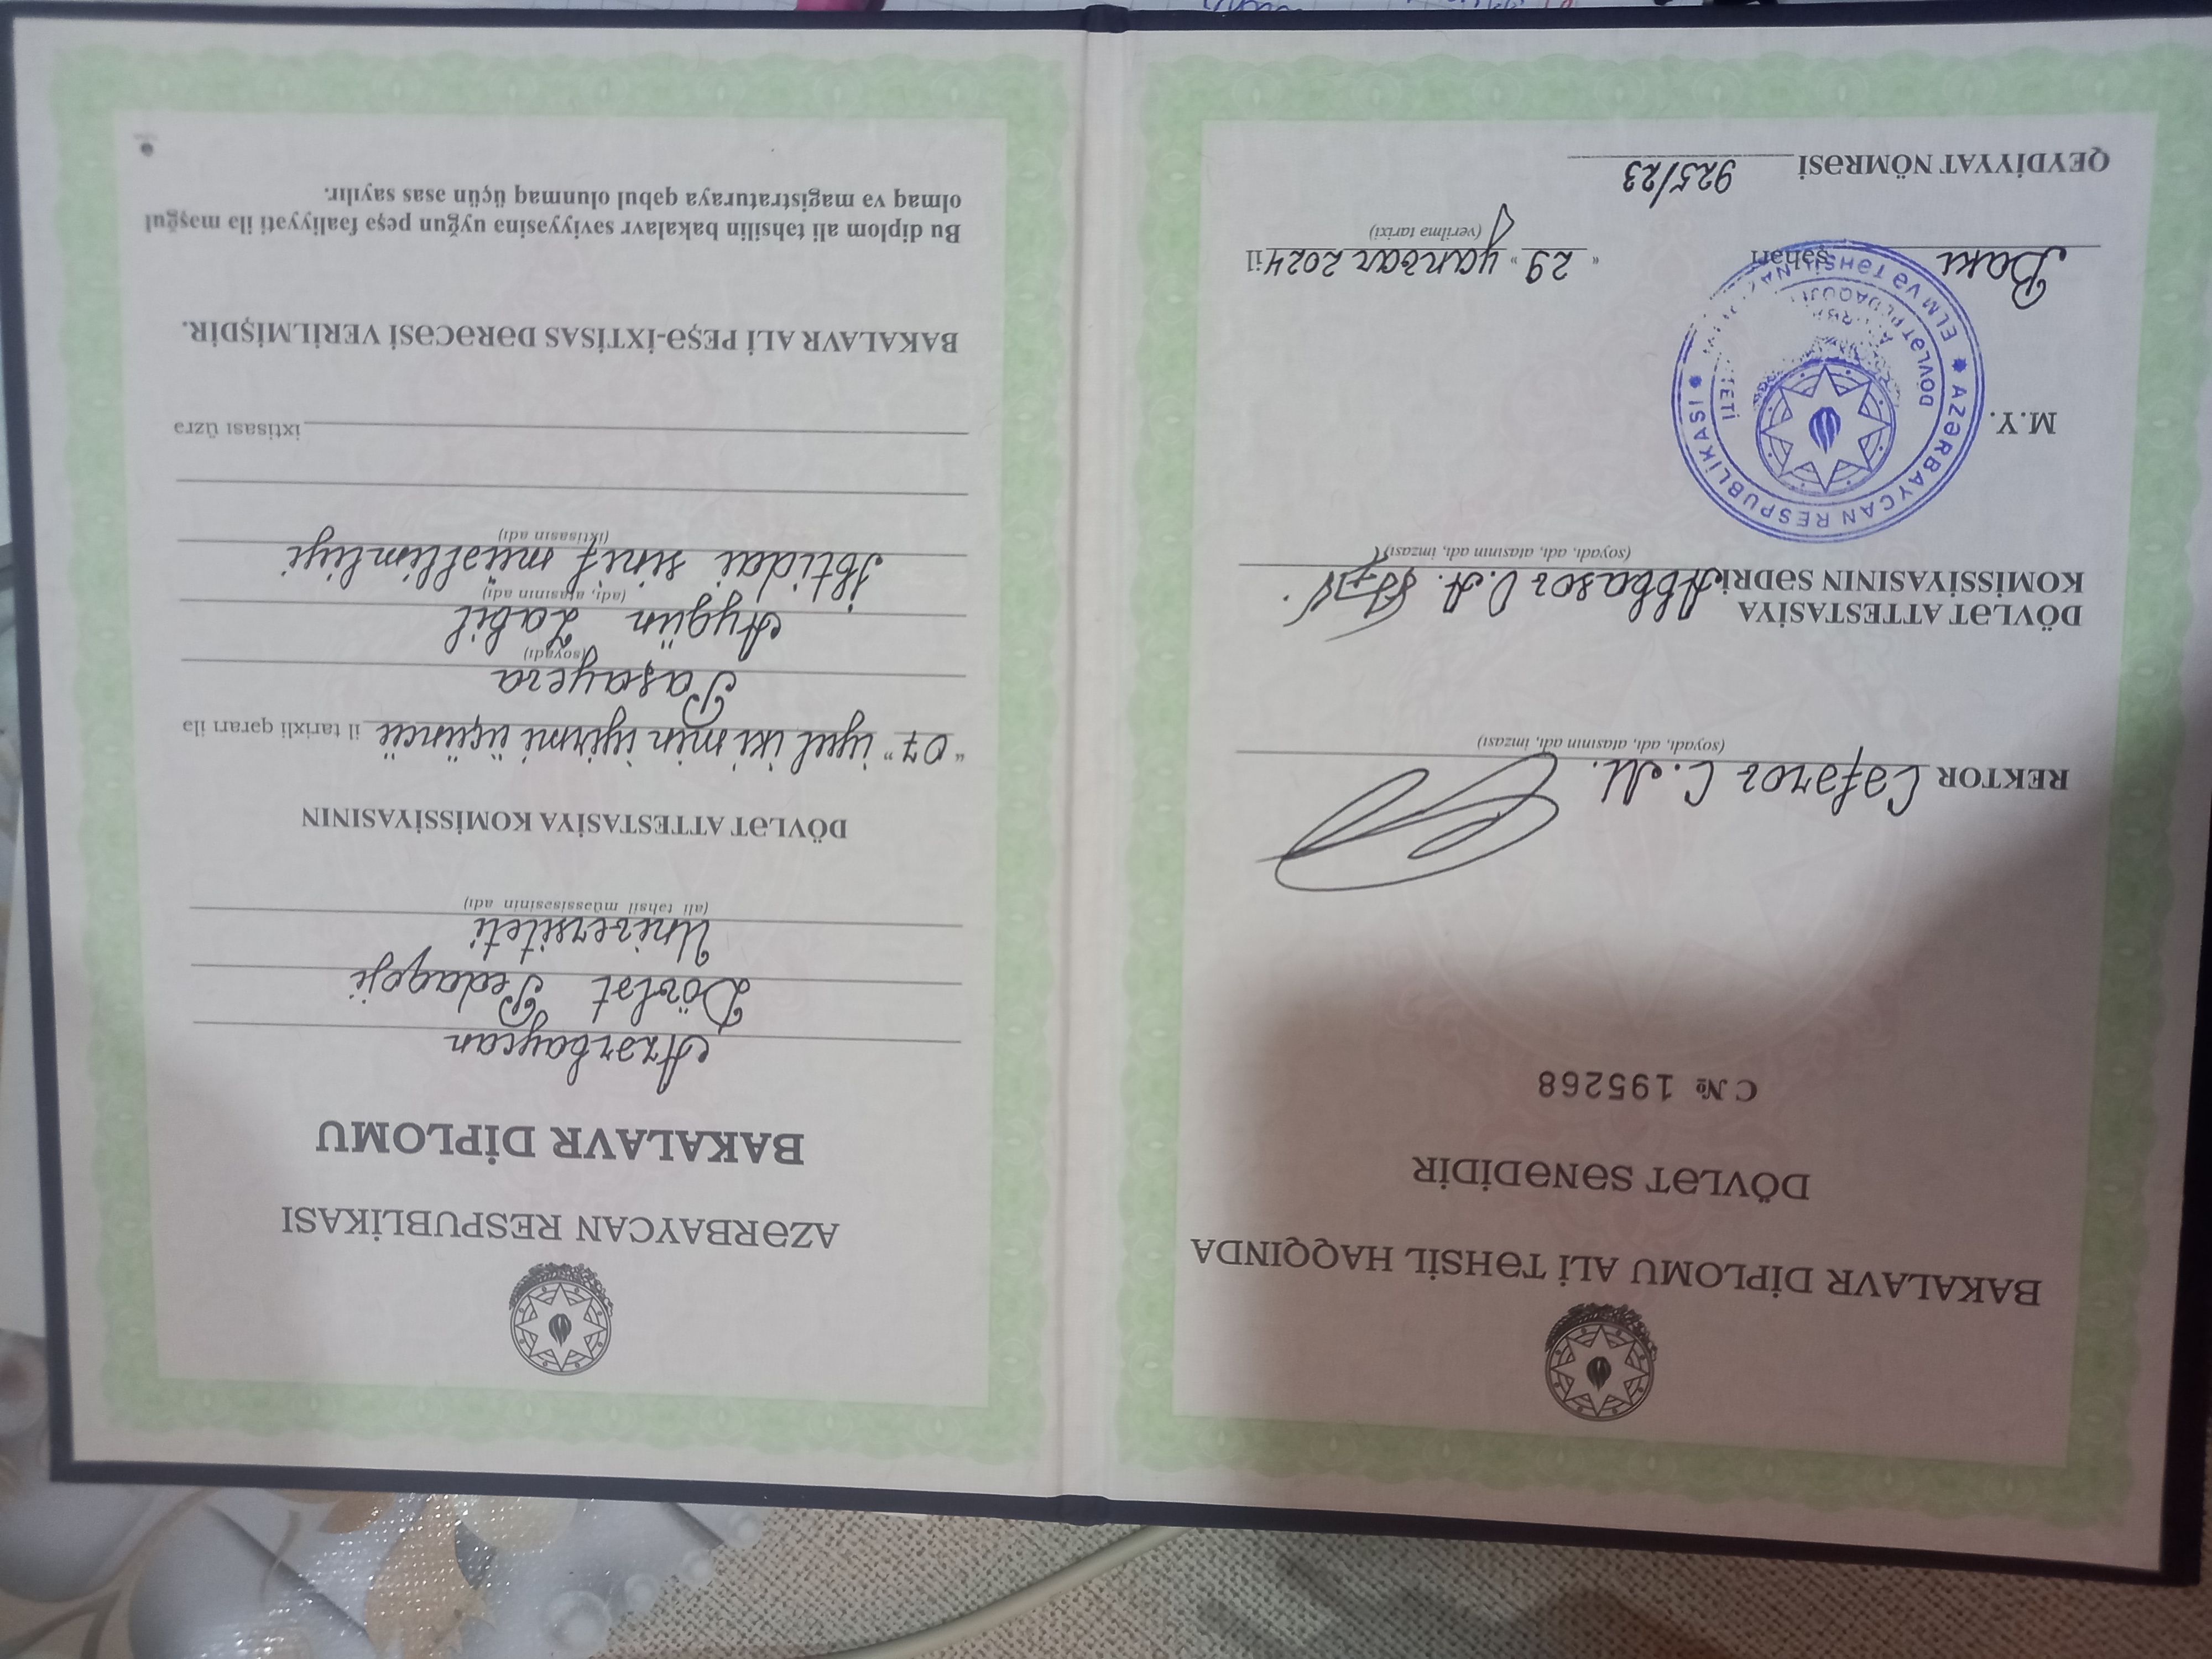 BAKALAVR DİPLOMU ALİ TƏHSİL HAQQINDA
DÖVLƏT SƏNƏDİDİR
C № 195268
REKTOR Cəfərov C.M.
(soyadı, adı, atasının adı, imzası)
DÖVLƏT ATTESTASİYA
KOMİSSİYASININ SƏDRİ Abbasov
(soyadı, adı, atasının adı, imzası)
M.Y.
AZƏRBAYCAN RESPUBLİKASI ELM VƏ TƏHSİL
DÖVLƏT
Bakı şəhəri « 29 » yanvar 2024 il
(verilmə tarixi)
QEYDİYYAT NÖMRƏSİ 925/23
AZƏRBAYCAN RESPUBLİKASI
BAKALAVR DİPLOMU
Azərbaycan
Dövlət Pedaqoji
Universiteti
(ali təhsil müəssisəsinin adı)
DÖVLƏT ATTESTASİYA KOMİSSİYASININ
“ 07 ” iyul iki min iyirmi üçüncü il tarixli qərarı ilə
Paşayeva
(soyadı)
Aygün Zabil
(adı, atasının adı)
İbtidai sinif müəllimliyi
(ixtisasın adı)
ixtisası üzrə
BAKALAVR ALİ PEŞƏ-İXTİSAS DƏRƏCƏSİ VERİLMİŞDİR.
Bu diplom ali təhsilin bakalavr səviyyəsinə uyğun peşə fəaliyyəti ilə məşğul
olmaq və magistraturaya qəbul olunmaq üçün əsas sayılır.